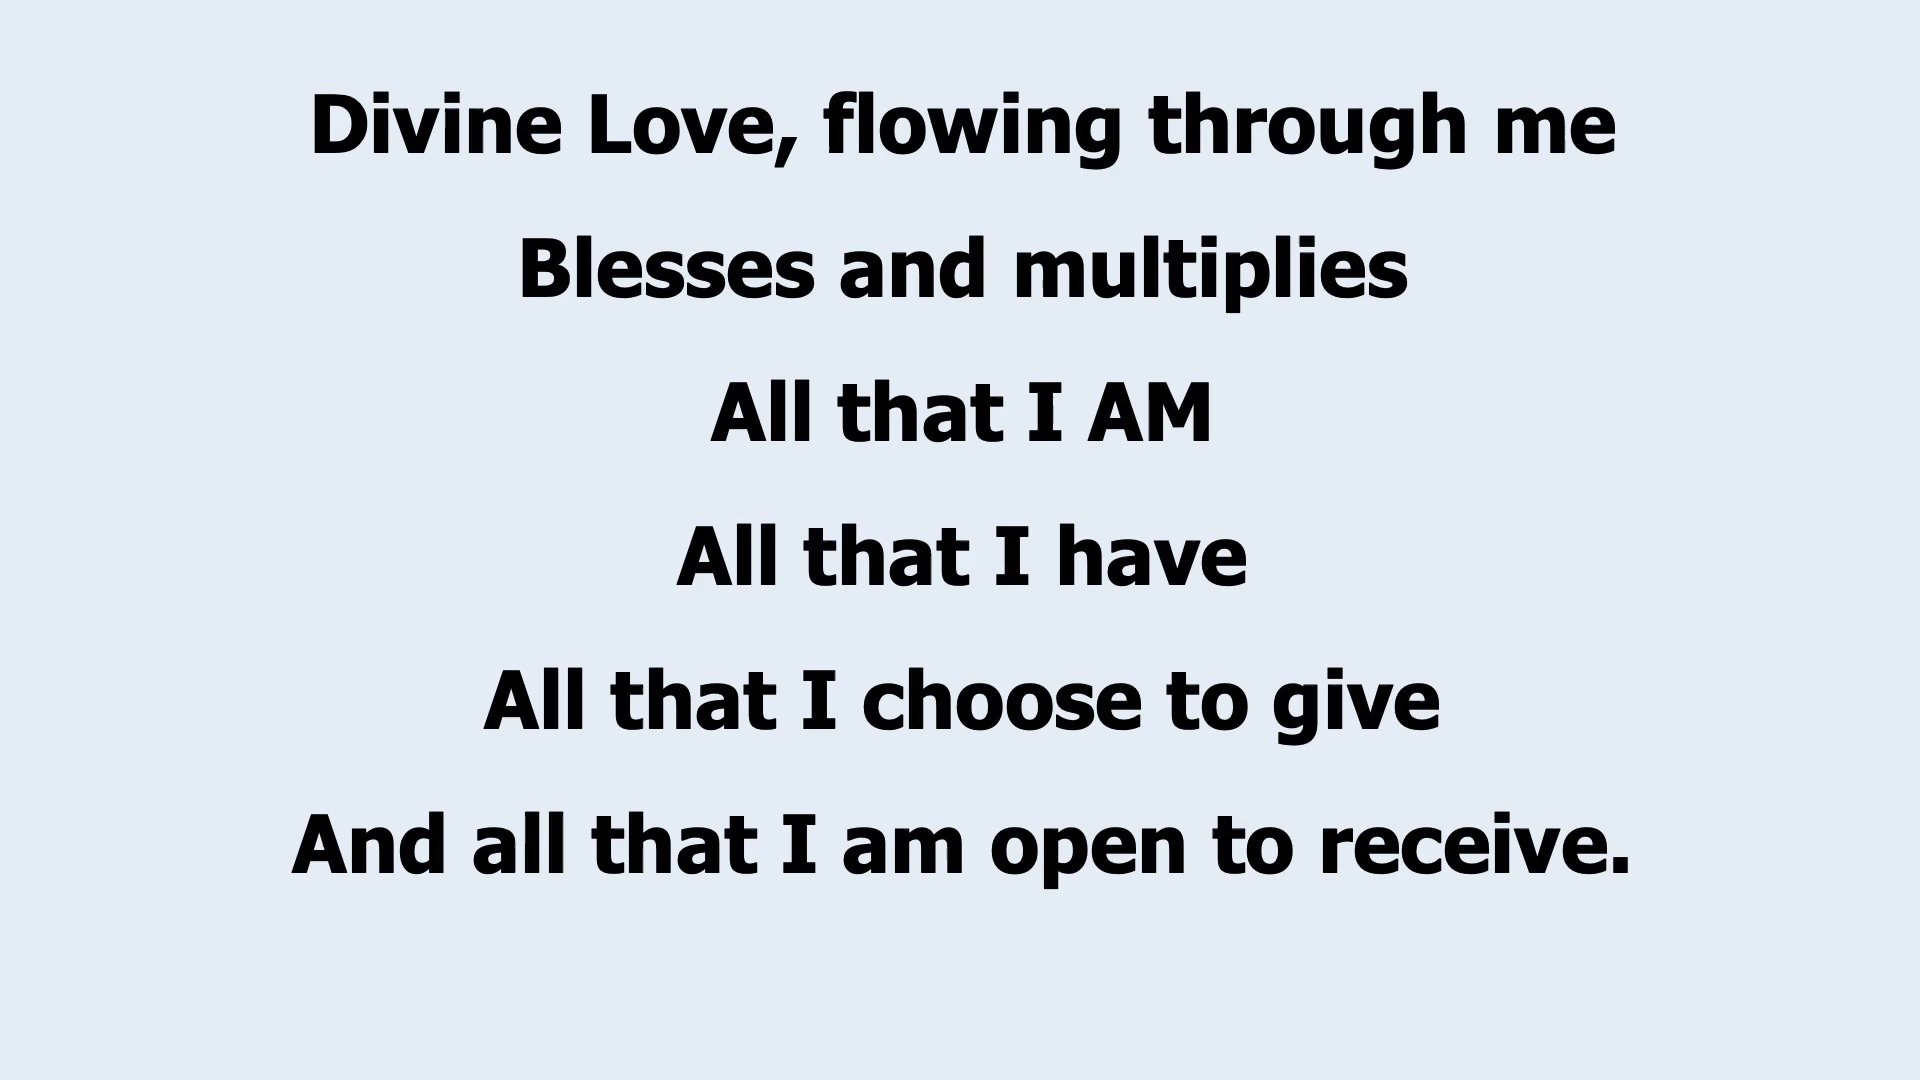 Divine Love, flowing through me
Blesses and multiplies
All that I AM
All that I have
All that I choose to give
And all that I am open to receive.